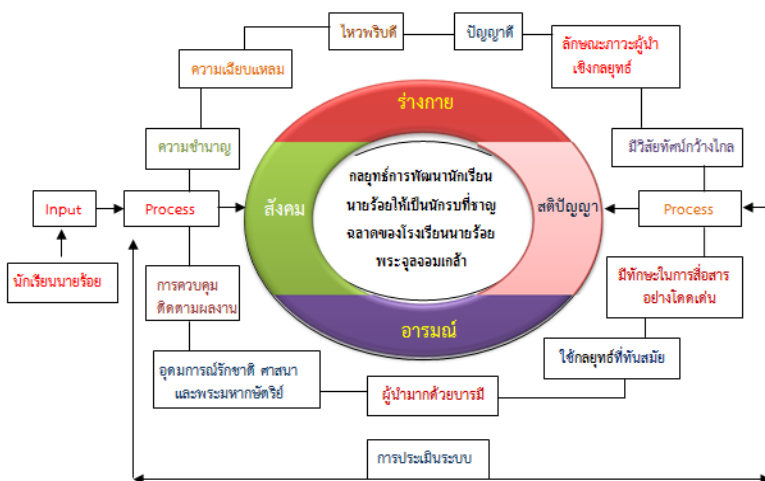 ไหวพริบดี
ปัญญาดี
ลักษณะภาวะผู้นำ
เชิงกลยุทธ์
ความเฉียบแหลม
ร่างกาย
ความชำนาญ
มีวิสัยทัศน์กว้างไกล
กลยุทธ์การพัฒนานักเรียน
นายร้อยให้เป็นนักรบที่ชาญ
ฉลาดของโรงเรียนนายร้อย
พระจุลจอมเกล้า
Input
Process
สังคม
สติปัญญา
Process
นักเรียนนายร้อย
การควบคุม
ติดตามผลงาน
มีทักษะในการสื่อสาร
อย่างโดดเด่น
อารมณ์
อุดมการณ์รักชาติ ศาสนา
และพระมหากษัตริย์
ผู้นำมากด้วยบารมี
ใช้กลยุทธ์ที่ทันสมัย
การประเมินระบบ